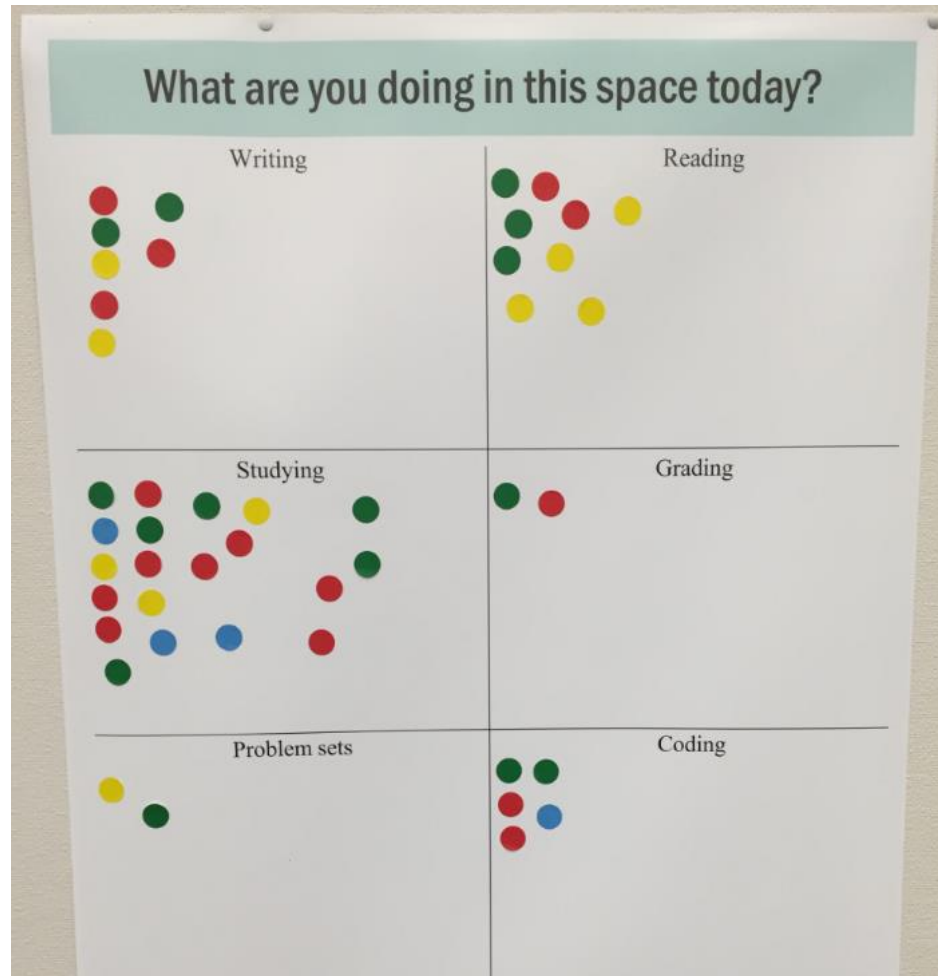 What are you doing in this space today?
Writing
Reading
Studying
Grading
Problem sets
Coding